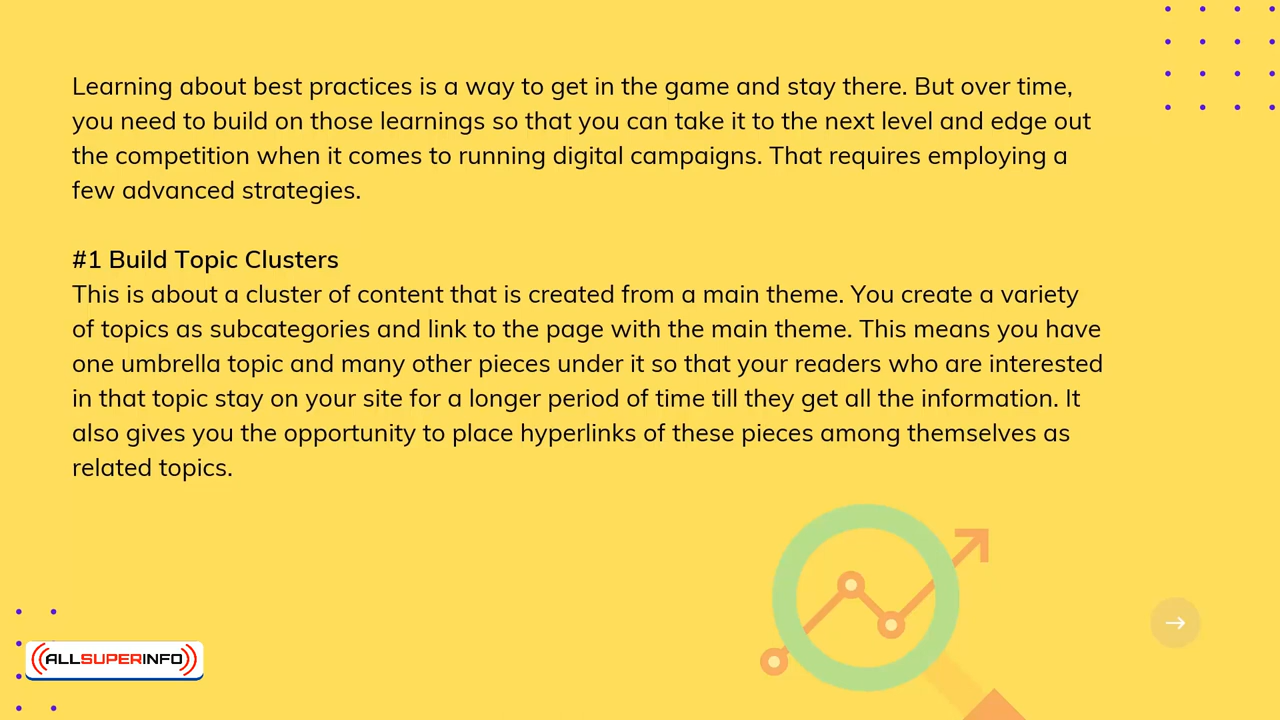 Learning about best practices is a way to get in the game and stay there. But over time,
you need to build on those learnings so that you can take it to the next level and edge out
the competition when it comes to running digital campaigns. That requires employing a
few advanced strategies.
#1 Build Topic Clusters
This is about a cluster of content that is created from a main theme. You create a variety
of topics as subcategories and link to the page with the main theme. This means you have
one umbrella topic and many other pieces under it so that your readers who are interested
in that topic stay on your site for a longer period of time till they get all the information. It
also gives you the opportunity to place hyperlinks of these pieces among themselves as
related topics.
ALLSUPERINFO